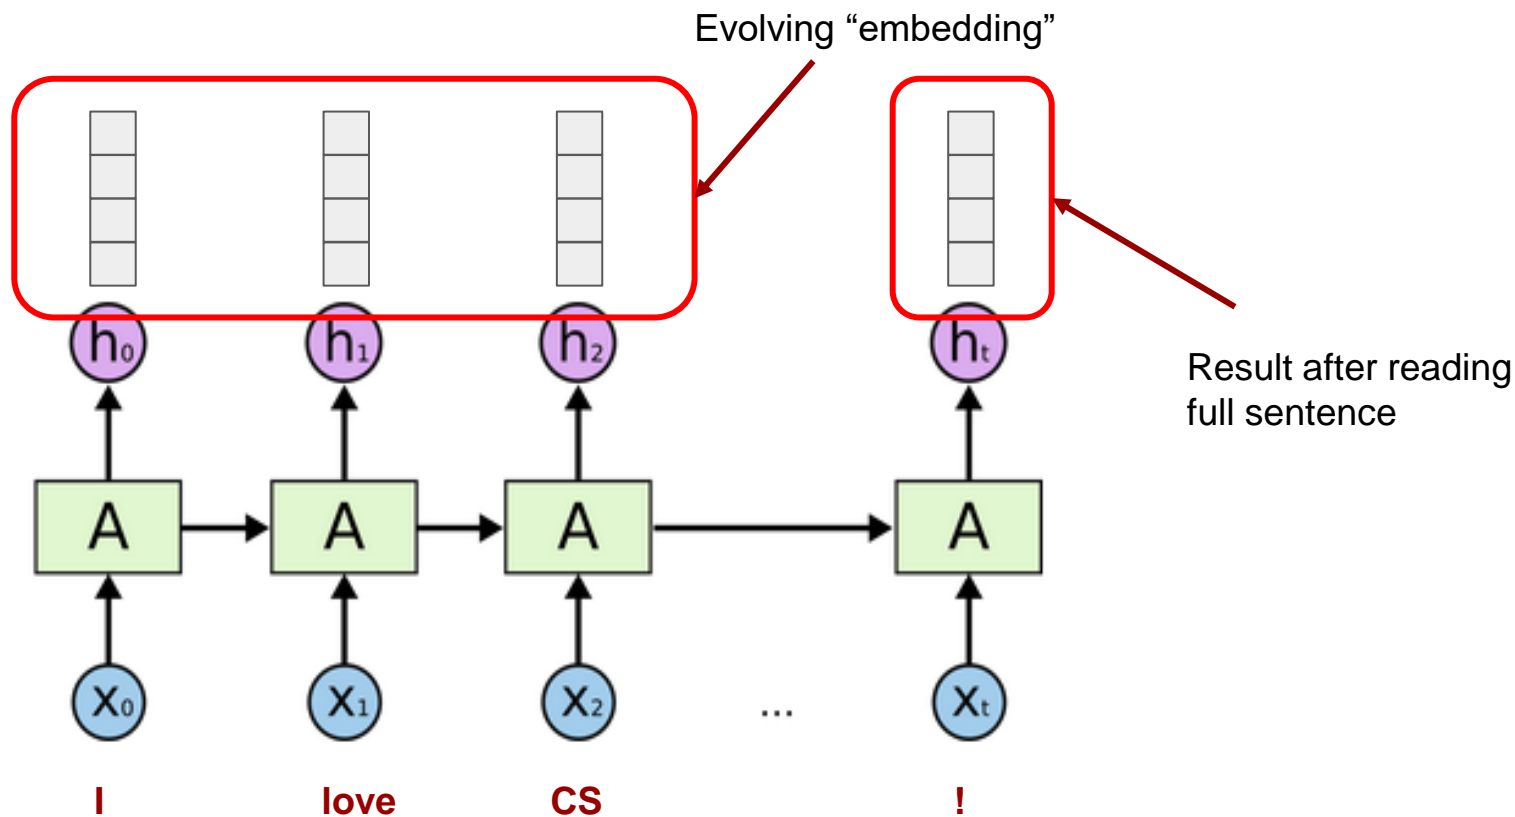 Evolving “embedding”
h0 h1 h2 ht
Result after reading
full sentence
A A A A
x0 x1 x2 ... xt
I love CS !